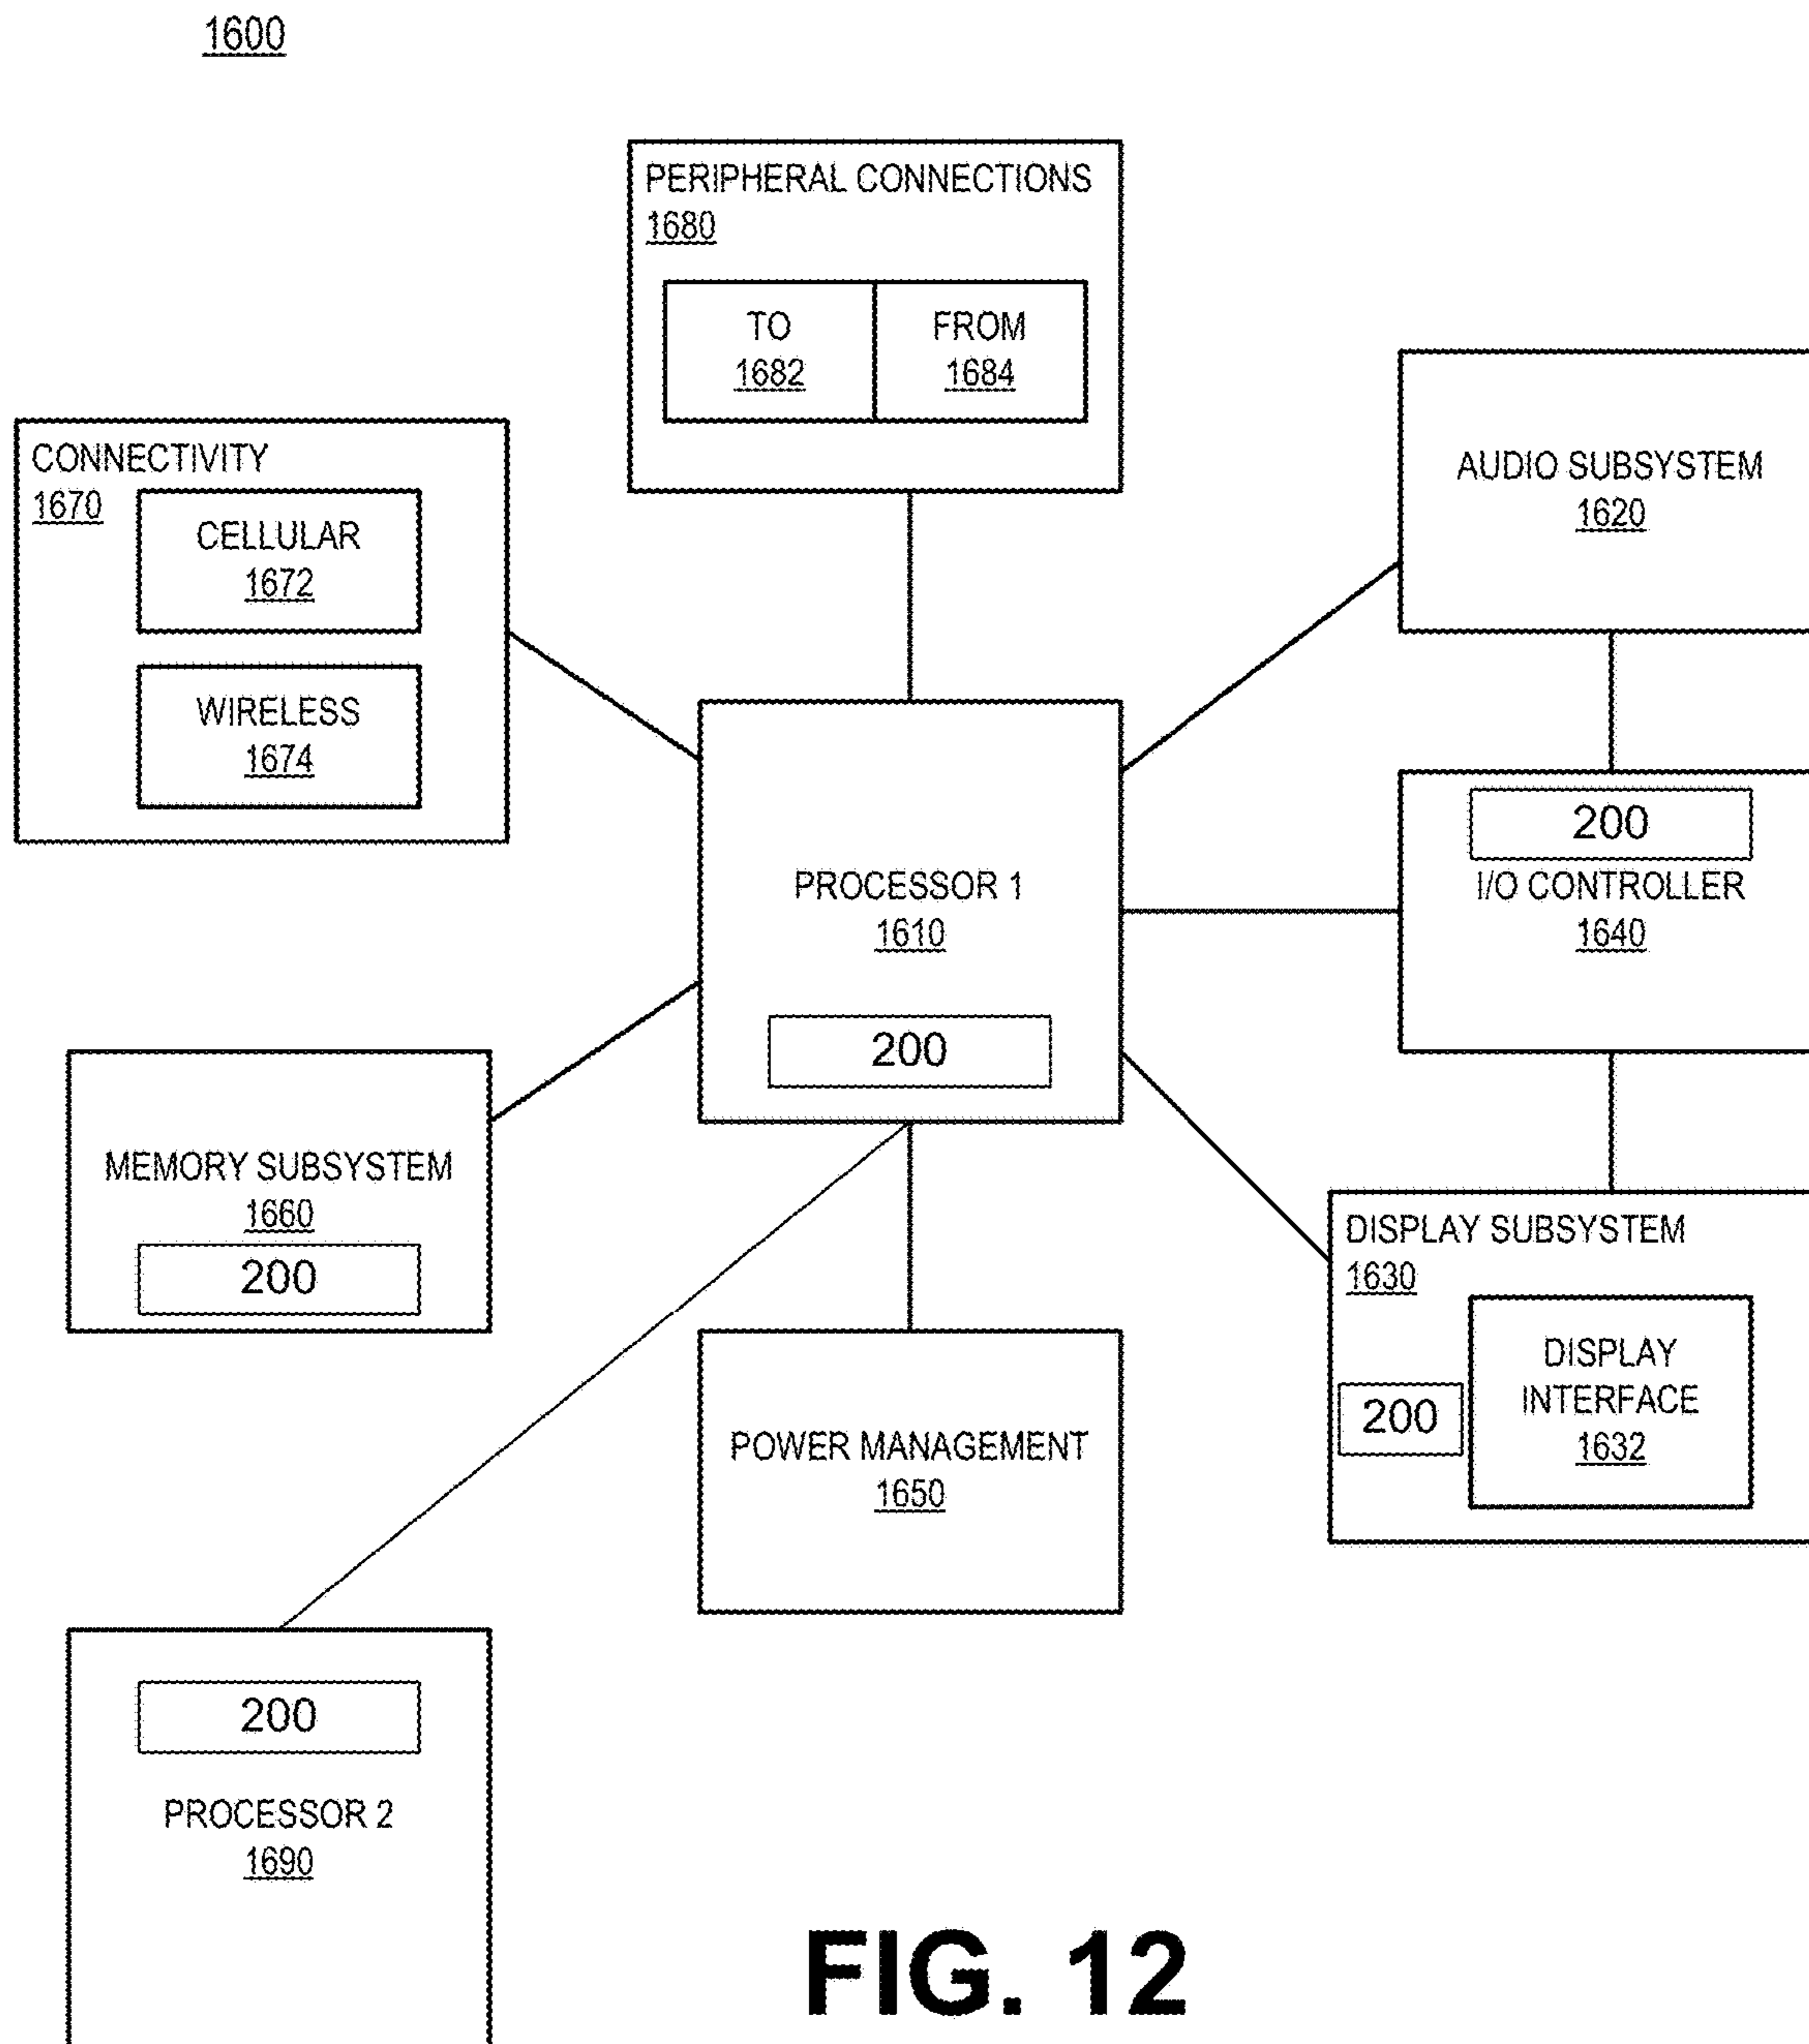 1600
PERIPHERAL CONNECTIONS
1680
TO
1682
FROM
1684
CONNECTIVITY
1670
CELLULAR
1672
WIRELESS
1674
AUDIO SUBSYSTEM
1620
PROCESSOR 1
1610
200
200
I/O CONTROLLER
1640
MEMORY SUBSYSTEM
1660
200
DISPLAY SUBSYSTEM
1630
200
DISPLAY
INTERFACE
1632
POWER MANAGEMENT
1650
200
PROCESSOR 2
1690
FIG. 12